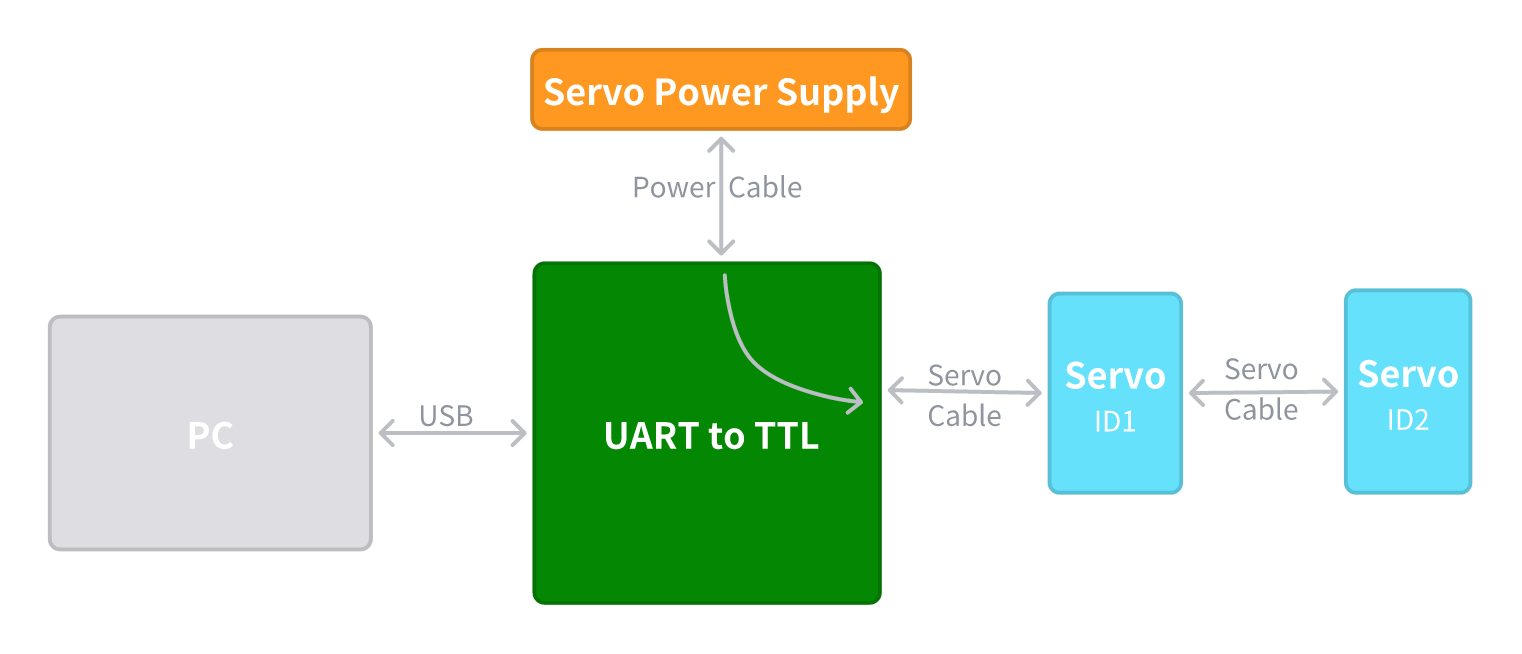 Servo Power Supply
Power Cable
PC
USB
UART to TTL
Servo
Cable
Servo
ID1
Servo
Cable
Servo
ID2